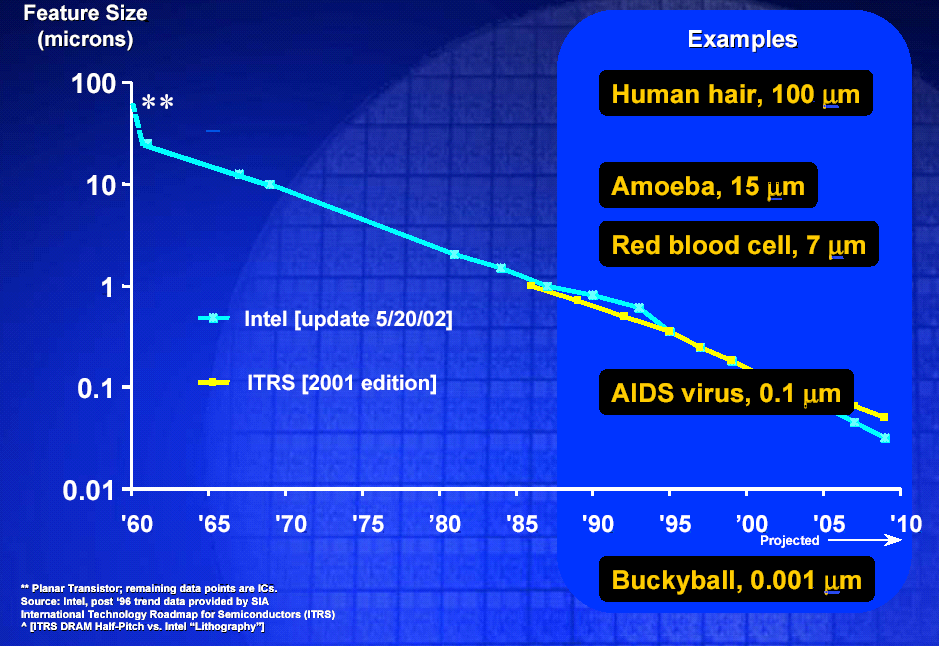 Feature Size
(microns)
Examples
100
**
Human hair, 100 µm
10
Amoeba, 15 µm
Red blood cell, 7 µm
1
Intel [update 5/20/02]
ITRS [2001 edition]
0.1
AIDS virus, 0.1 µm
0.01
'60 '65 '70 '75 '80 '85 '90 '95 '00 '05 '10
Projected
Buckyball, 0.001 µm
** Planar Transistor; remaining data points are ICs.
Source: Intel, post '96 trend data provided by SIA
International Technology Roadmap for Semiconductors (ITRS)
^ [ITRS DRAM Half-Pitch vs. Intel “Lithography”]